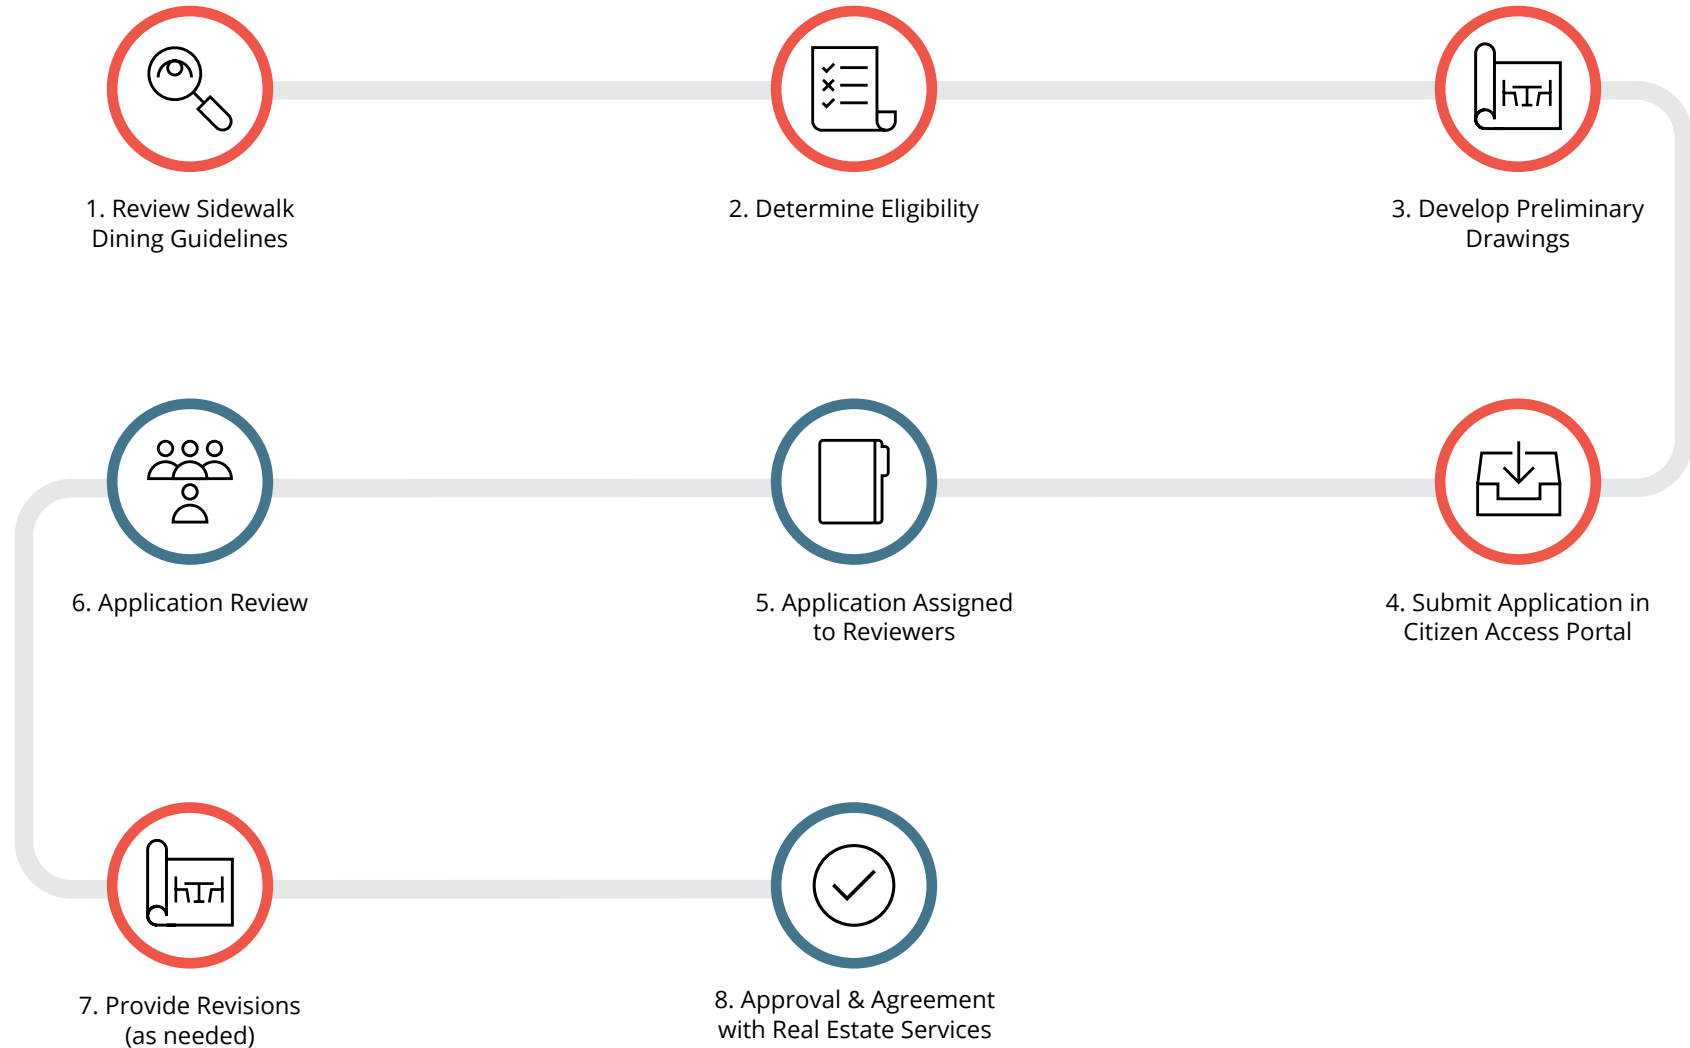 1. Review Sidewalk
Dining Guidelines
2. Determine Eligibility
3. Develop Preliminary
Drawings
4. Submit Application in
Citizen Access Portal
5. Application Assigned
to Reviewers
6. Application Review
7. Provide Revisions
(as needed)
8. Approval & Agreement
with Real Estate Services